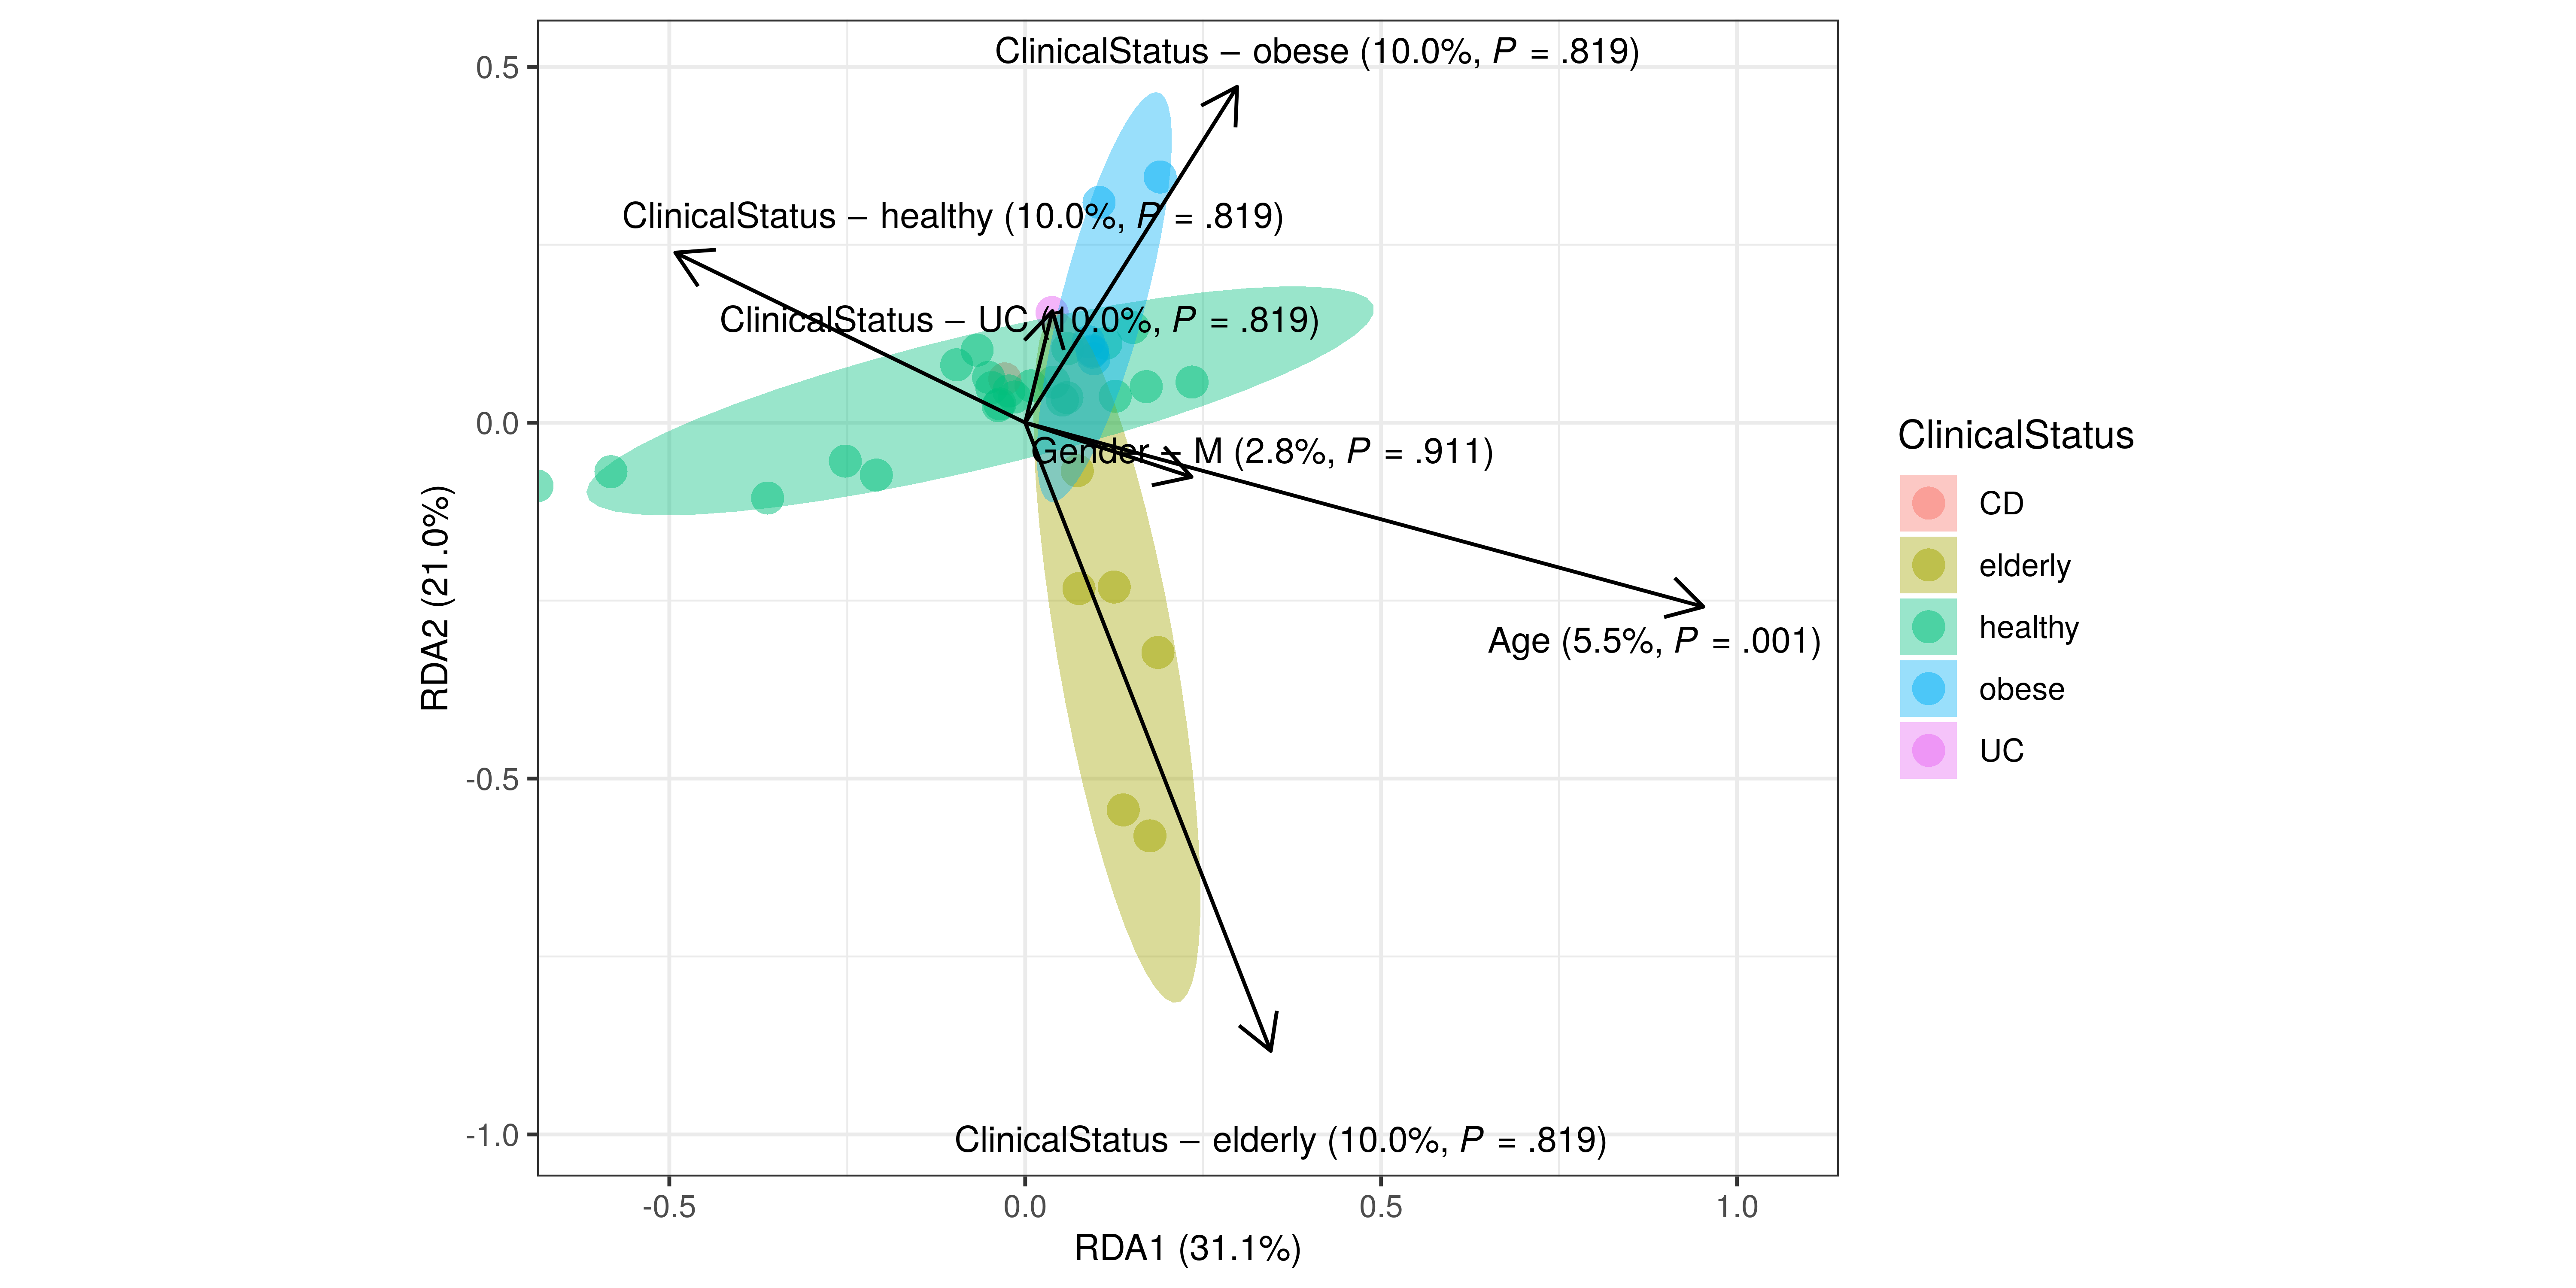 ClinicalStatus – obese (10.0%, P = .819)
0.5
ClinicalStatus – healthy (10.0%, P = .819)
ClinicalStatus – UC (10.0%, P = .819)
0.0
Gender – M (2.8%, P = .911)
Age (5.5%, P = .001)
-0.5
ClinicalStatus – elderly (10.0%, P = .819)
-1.0
RDA2 (21.0%)
-0.5
0.0
0.5
1.0
RDA1 (31.1%)
ClinicalStatus
CD
elderly
healthy
obese
UC